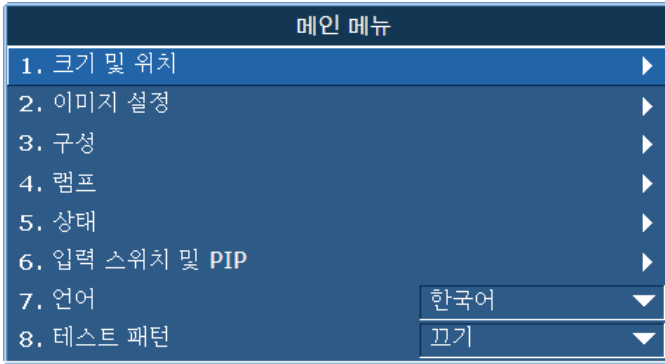 메인 메뉴
1. 크기 및 위치
2. 이미지 설정
3. 구성
4. 램프
5. 상태
6. 입력 스위치 및 PIP
7. 언어 한국어
8. 테스트 패턴 끄기